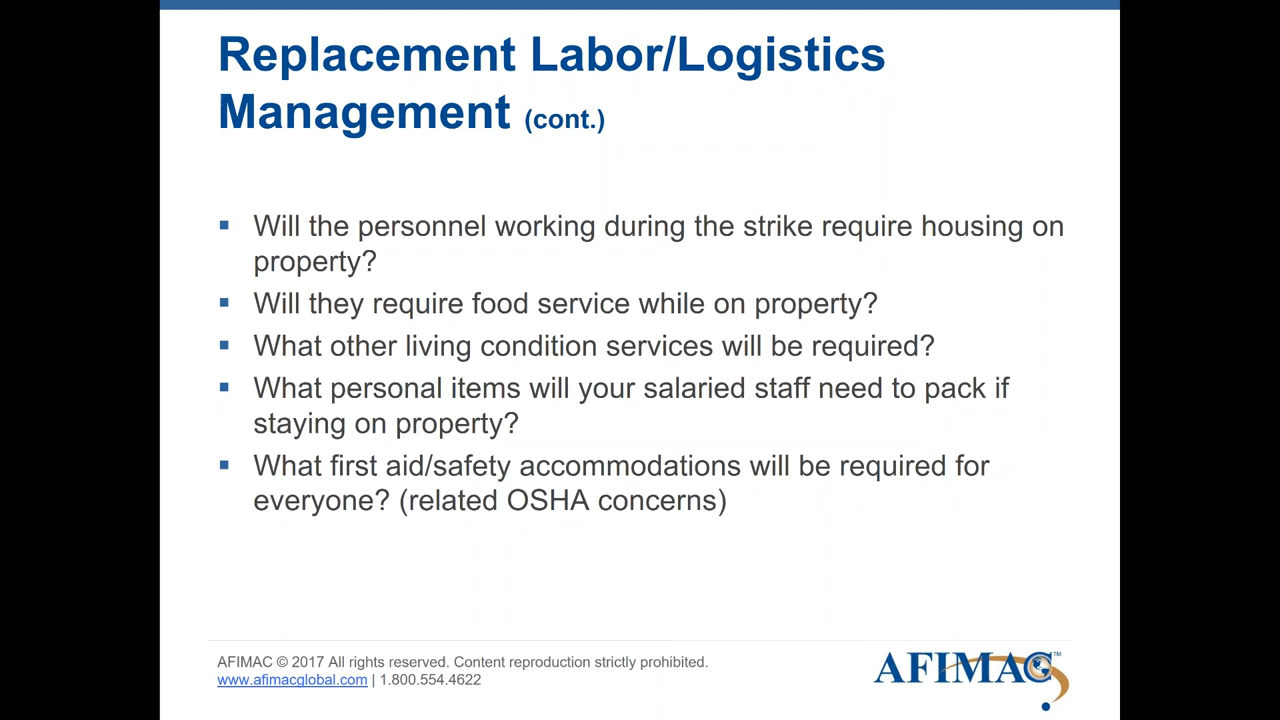 Replacement Labor/Logistics
Management (cont.)
▪ Will the personnel working during the strike require housing on
property?
▪ Will they require food service while on property?
▪ What other living condition services will be required?
▪ What personal items will your salaried staff need to pack if
staying on property?
▪ What first aid/safety accommodations will be required for
everyone? (related OSHA concerns)
AFIMAC © 2017 All rights reserved. Content reproduction strictly prohibited.
www.afimacglobal.com | 1.800.554.4622
AFIMAC™